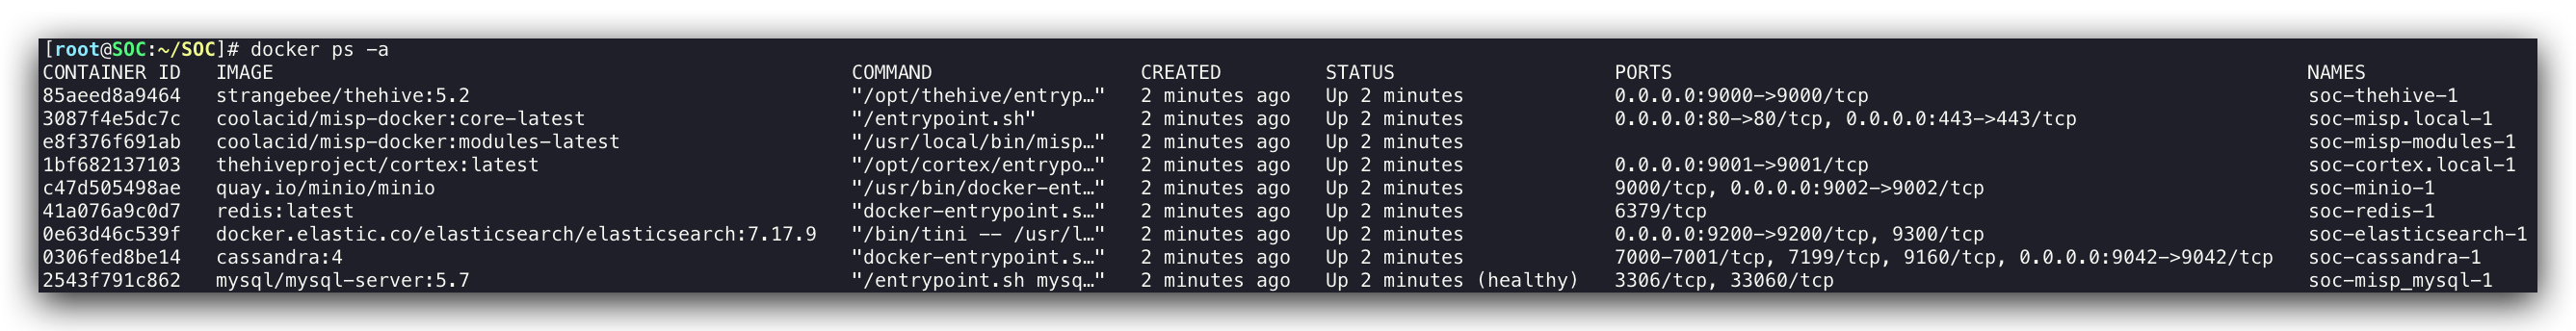 [root@SOC:~/SOC]# docker ps -a
CONTAINER ID   IMAGE                                                  COMMAND                  CREATED         STATUS                   PORTS                                                       NAMES
85aeed8a9464   strangebee/thehive:5.2                                 "/opt/thehive/entryp…"   2 minutes ago   Up 2 minutes             0.0.0.0:9000->9000/tcp                                      soc-thehive-1
3087f4e5dc7c   coolacid/misp-docker:core-latest                       "/entrypoint.sh"         2 minutes ago   Up 2 minutes             0.0.0.0:80->80/tcp, 0.0.0.0:443->443/tcp                    soc-misp.local-1
e8f376f691ab   coolacid/misp-docker:modules-latest                    "/usr/local/bin/misp…"   2 minutes ago   Up 2 minutes                                                                         soc-misp-modules-1
1bf682137103   thehiveproject/cortex:latest                           "/opt/cortex/entrypo…"   2 minutes ago   Up 2 minutes             0.0.0.0:9001->9001/tcp                                      soc-cortex.local-1
c47d505498ae   quay.io/minio/minio                                    "/usr/bin/docker-ent…"   2 minutes ago   Up 2 minutes             9000/tcp, 0.0.0.0:9002->9002/tcp                            soc-minio-1
41a076a9c0d7   redis:latest                                           "docker-entrypoint.s…"   2 minutes ago   Up 2 minutes             6379/tcp                                                    soc-redis-1
0e63d46c539f   docker.elastic.co/elasticsearch/elasticsearch:7.17.9   "/bin/tini -- /usr/l…"   2 minutes ago   Up 2 minutes             0.0.0.0:9200->9200/tcp, 9300/tcp                            soc-elasticsearch-1
0306fed8be14   cassandra:4                                            "docker-entrypoint.s…"   2 minutes ago   Up 2 minutes             7000-7001/tcp, 7199/tcp, 9160/tcp, 0.0.0.0:9042->9042/tcp   soc-cassandra-1
2543f791c862   mysql/mysql-server:5.7                                 "/entrypoint.sh mysq…"   2 minutes ago   Up 2 minutes (healthy)   3306/tcp, 33060/tcp                                         soc-misp_mysql-1